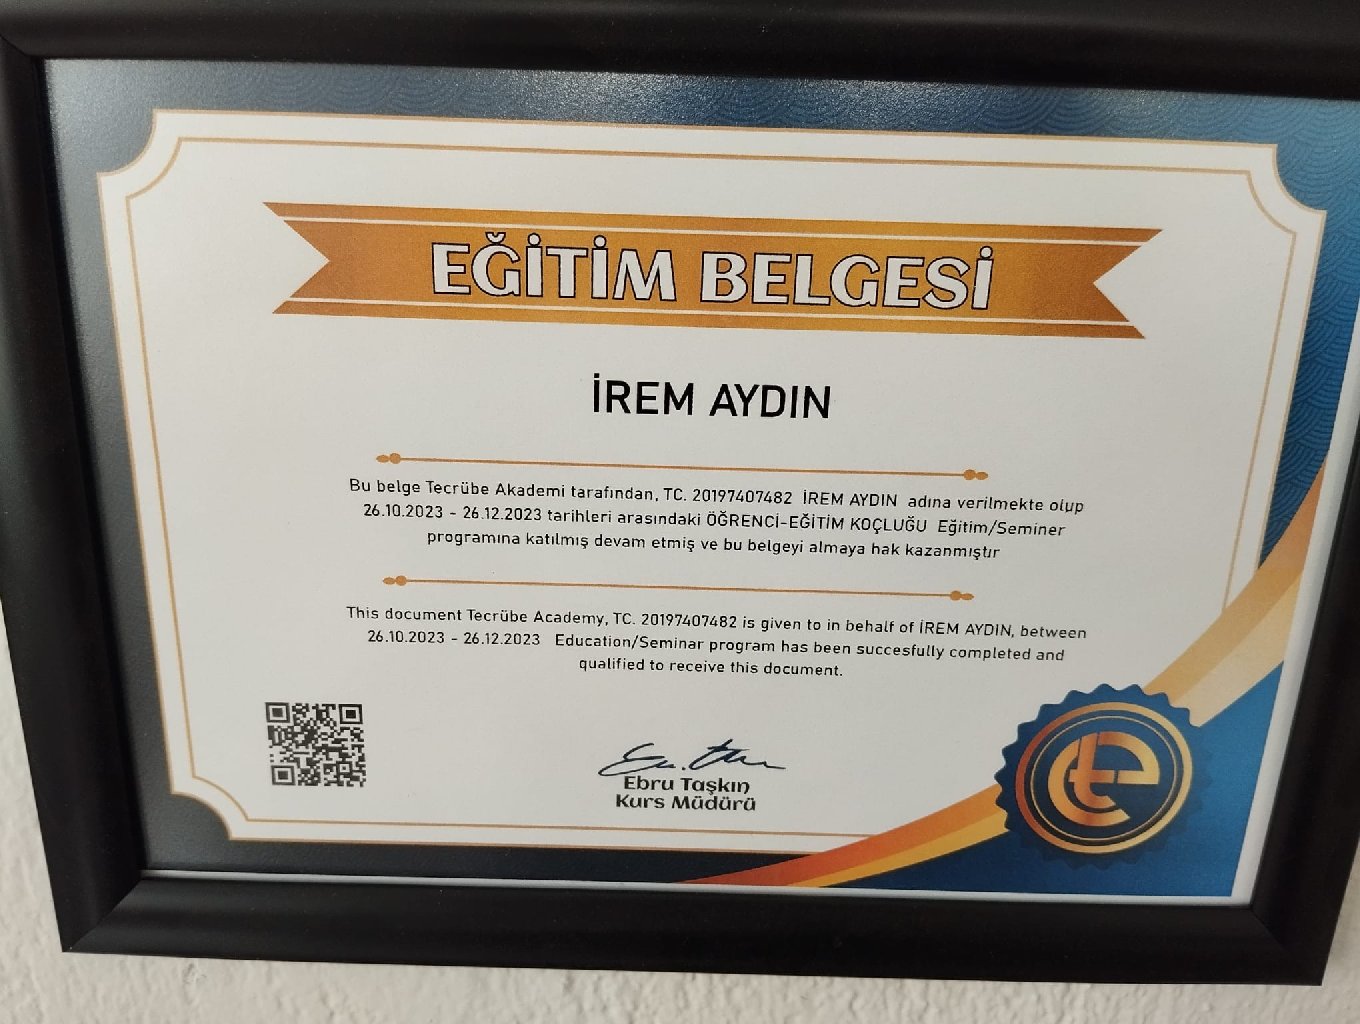 EĞİTİM BELGESİ
İREM AYDIN
Bu belge Tecrübe Akademi tarafından, TC. 20197407482 İREM AYDIN adına verilmekte olup
26.10.2023 - 26.12.2023 tarihleri arasındaki ÖĞRENCİ-EĞİTİM KOÇLUĞU Eğitim/Seminer
programına katılmış devam etmiş ve bu belgeyi almaya hak kazanmıştır
This document Tecrübe Academy, TC. 20197407482 is given to in behalf of İREM AYDIN, between
26.10.2023 - 26.12.2023 Education/Seminar program has been succesfully completed and
qualified to receive this document.
Ebru Taşkın
Kurs Müdürü